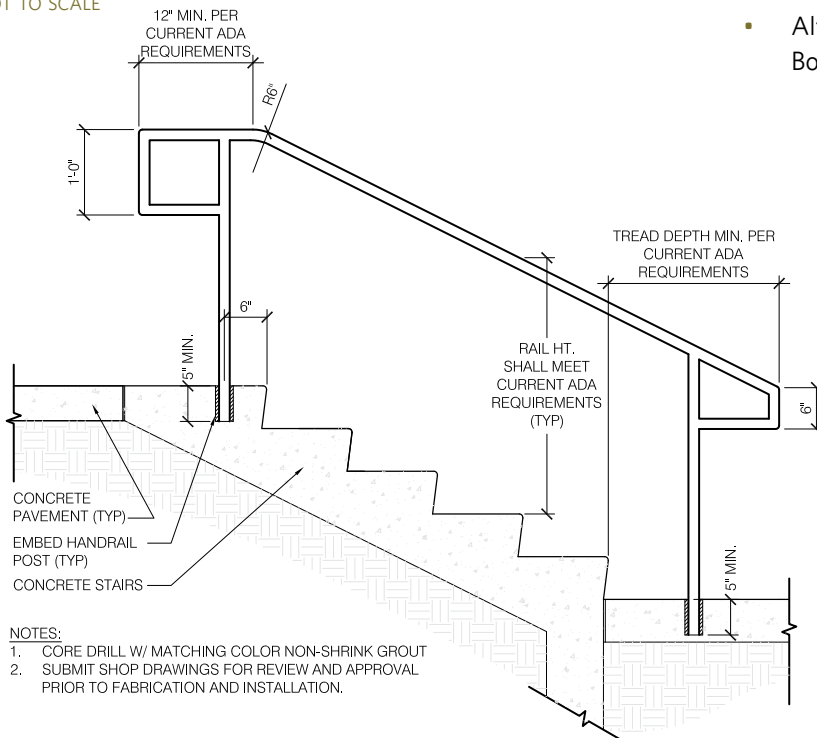 TO SCALE
12" MIN. PER
CURRENT ADA
REQUIREMENTS
R6"
1'-0"
TREAD DEPTH MIN. PER
CURRENT ADA
REQUIREMENTS
6"
5" MIN.
RAIL HT.
SHALL MEET
CURRENT ADA
REQUIREMENTS
(TYP)
6"
CONCRETE
PAVEMENT (TYP)
EMBED HANDRAIL
POST (TYP)
CONCRETE STAIRS
5" MIN.
NOTES:
1. CORE DRILL W/ MATCHING COLOR NON-SHRINK GROUT
2. SUBMIT SHOP DRAWINGS FOR REVIEW AND APPROVAL
PRIOR TO FABRICATION AND INSTALLATION.